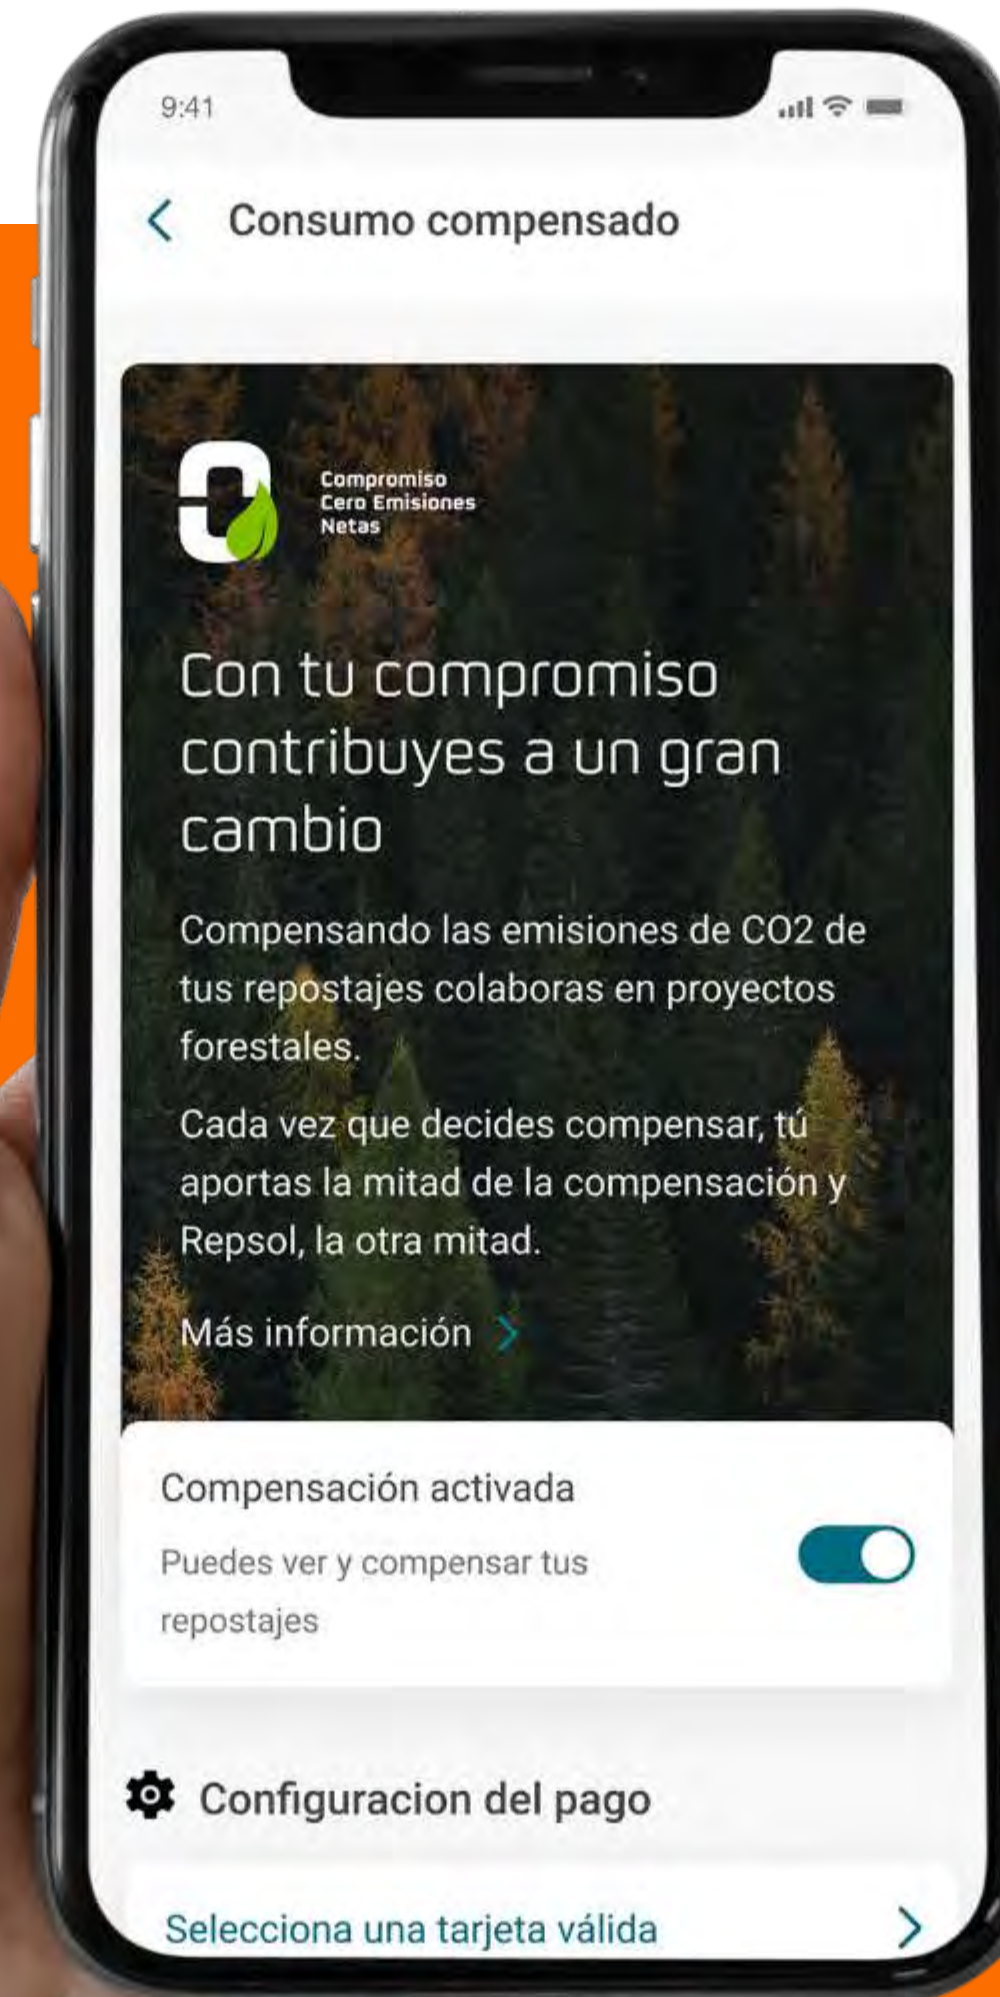 9:41
Consumo compensado
Compromiso
Cero Emisiones
Netas
Con tu compromiso
contribuyes a un gran
cambio
Compensando las emisiones de CO2 de
tus repostajes colaboras en proyectos
forestales.
Cada vez que decides compensar, tú
aportas la mitad de la compensación y
Repsol, la otra mitad.
Más información
Compensación activada
Puedes ver y compensar tus
repostajes
Configuracion del pago
Selecciona una tarjeta válida